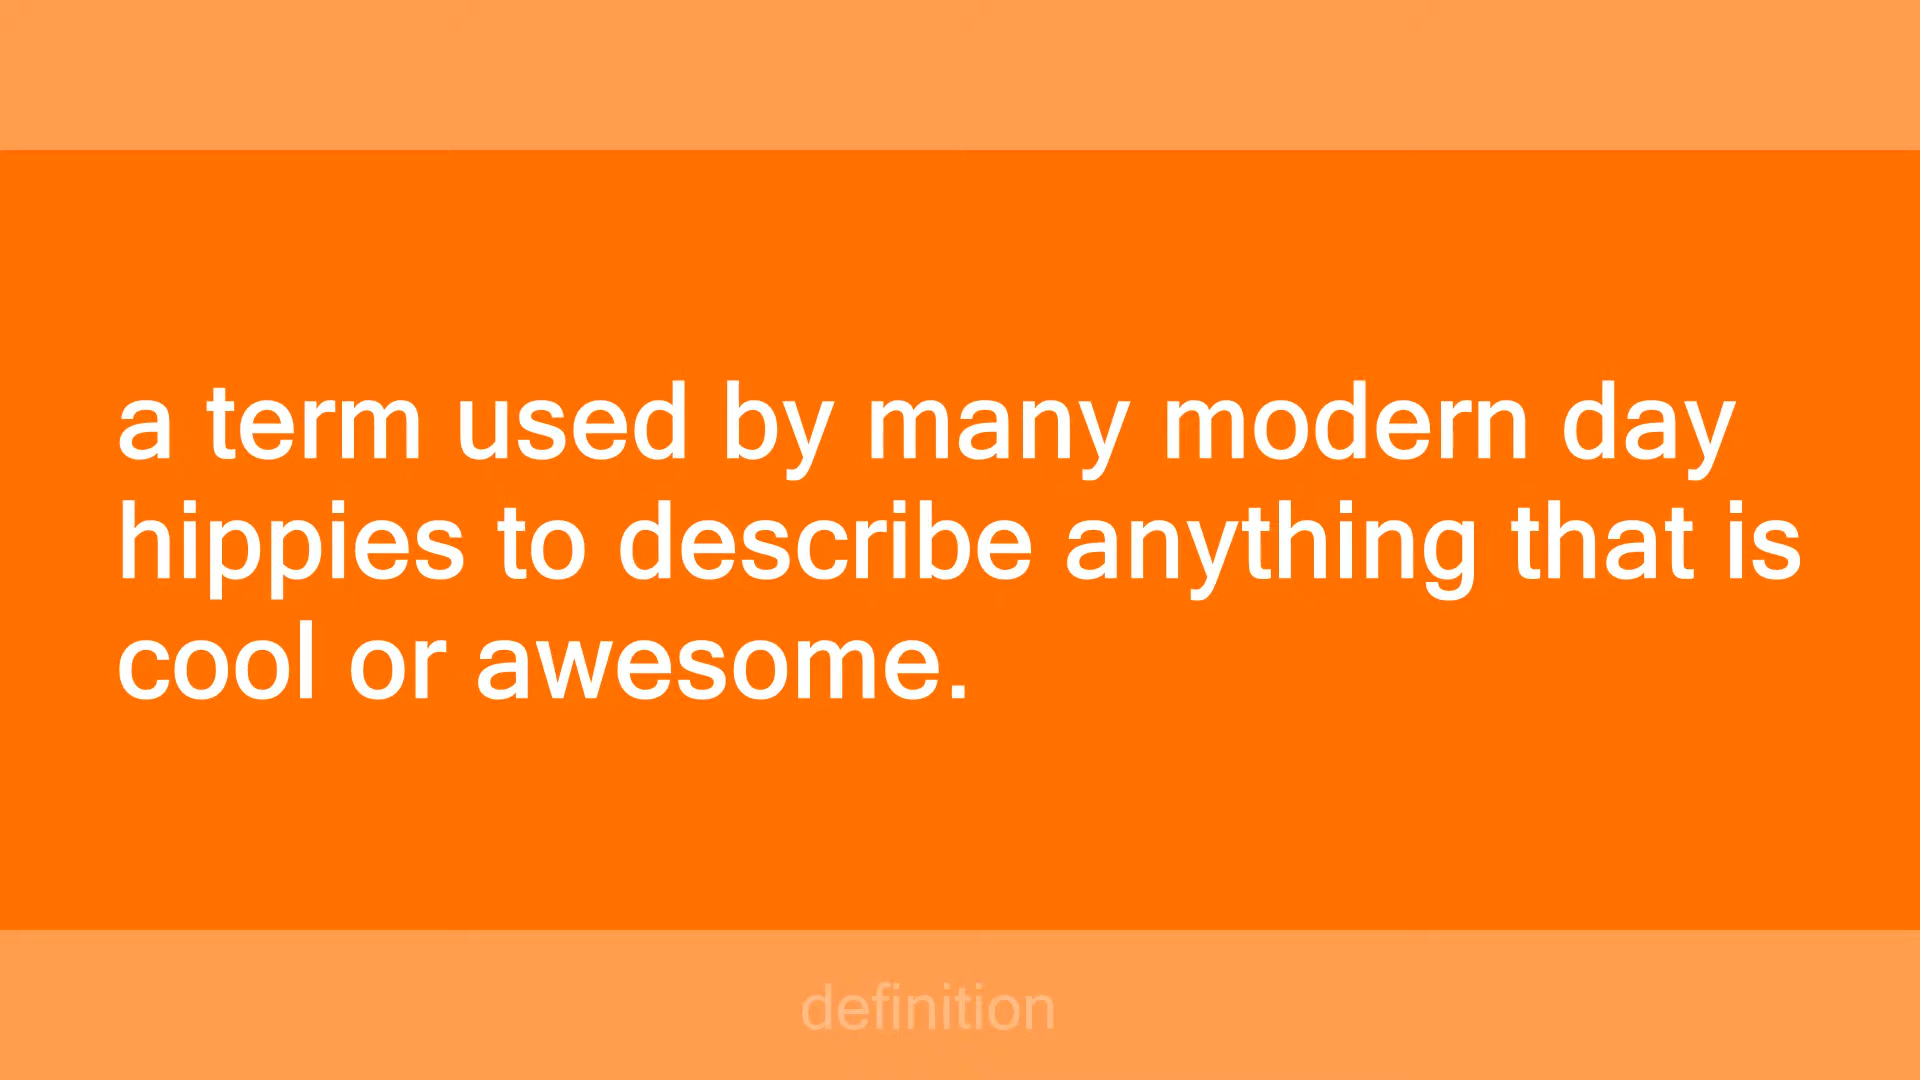 a term used by many modern day
hippies to describe anything that is
cool or awesome.
definition